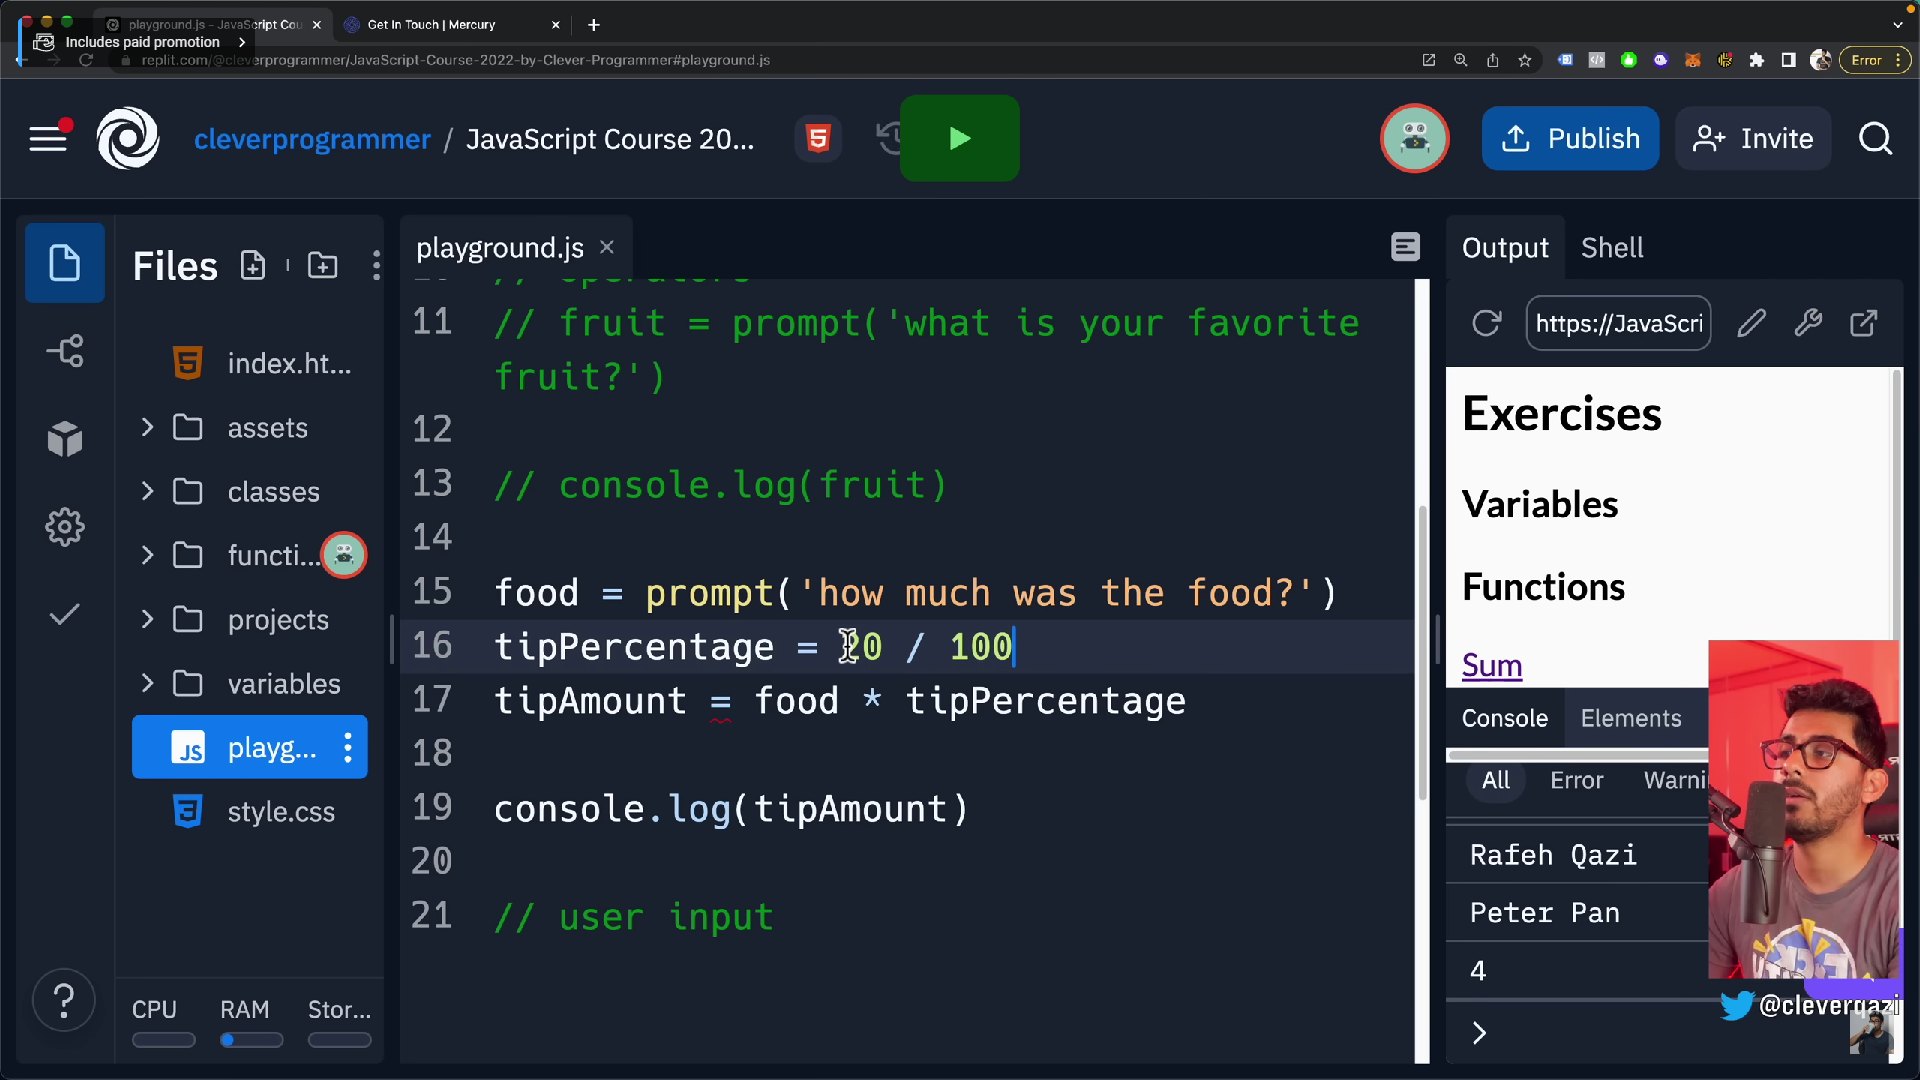 playground.js - JavaScript Cou
Get In Touch | Mercury
Includes paid promotion
replit.com/@cleverprogrammer/JavaScript-Course-2022-by-Clever-Programmer#playground.js
Error
cleverprogrammer / JavaScript Course 20...
Publish
Invite
Files
index.ht...
assets
classes
functi...
projects
variables
playg...
style.css
CPU
RAM
Stor...
playground.js
10 // operators
11 // fruit = prompt('what is your favorite
fruit?')
12
13 // console.log(fruit)
14
15 food = prompt('how much was the food?')
16 tipPercentage = 20 / 100
17 tipAmount = food * tipPercentage
18
19 console.log(tipAmount)
20
21 // user input
Output
Shell
https://JavaScri
Exercises
Variables
Functions
Sum
Console
Elements
All
Error
Warni
Rafeh Qazi
Peter Pan
4
@cleverqazi